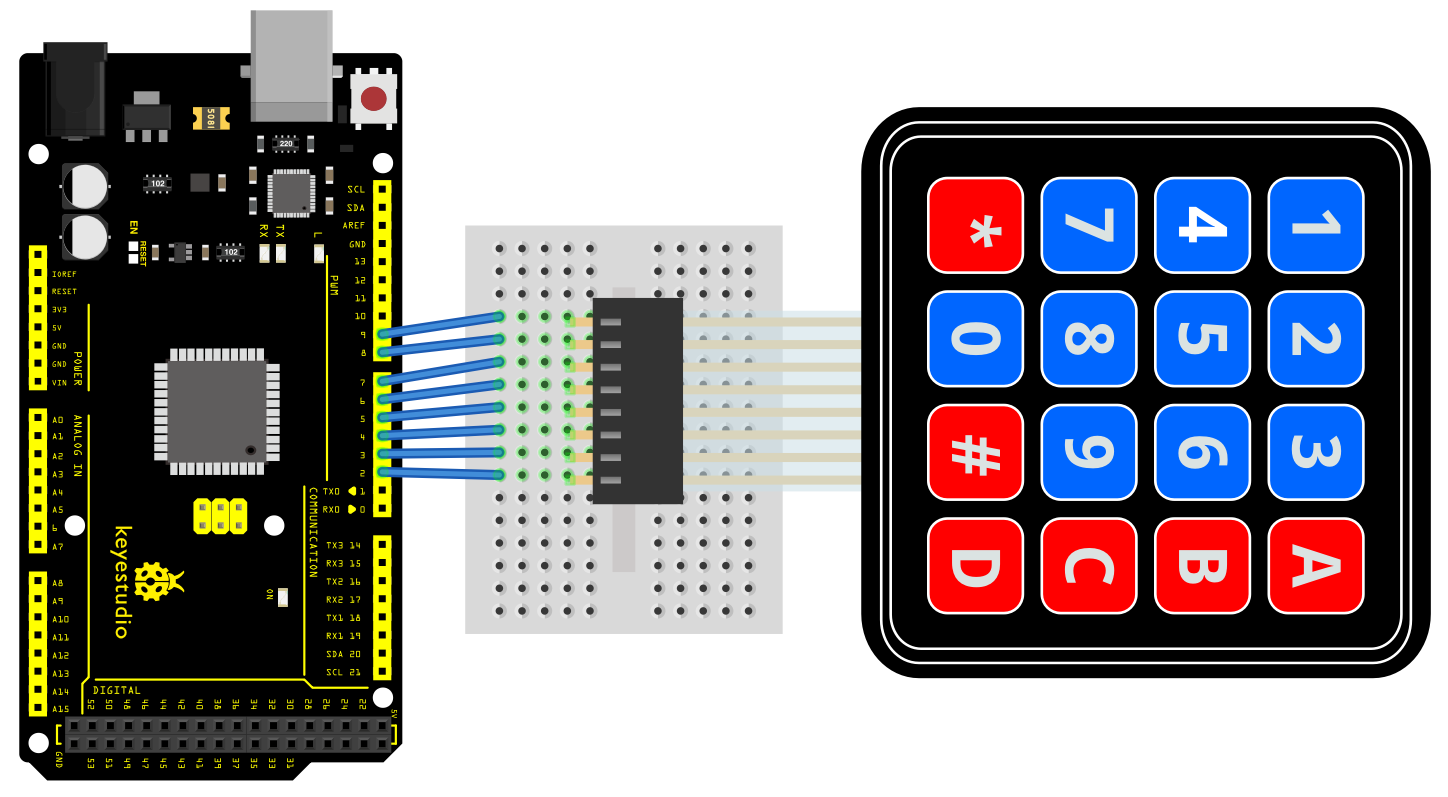 5081
220
102
102
EN
RESET
RX
TX
L
SCL
SDA
AREF
GND
13
12
11
10
9
8
PWM
7
6
5
4
3
2
TX0 1
RX0 0
COMMUNICATION
TX3 14
RX3 15
TX2 16
RX2 17
TX1 18
RX1 19
SDA 20
SCL 21
IOREF
RESET
3V3
5V
GND
GND
VIN
POWER
A0
A1
A2
A3
A4
A5
6
A7
ANALOG IN
A8
A9
A10
A11
A12
A13
A14
A15
keyestudio
ON
DIGITAL
52 50 48 46 44 42 40 38 36 34 32 30 28 26 24 22
5V
GND
53 51 49 47 45 43 41 39 37 35 33 31
* 7 4 1
0 8 5 2
# 9 6 3
D C B A